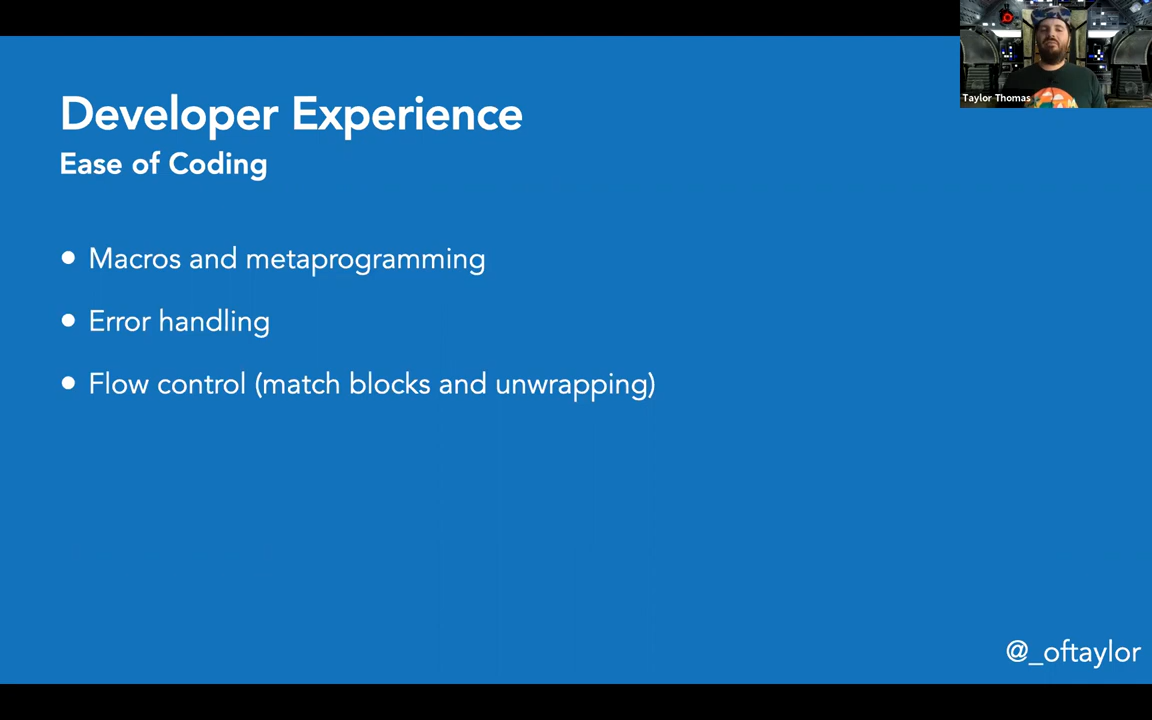 Taylor Thomas
Developer Experience
Ease of Coding
Macros and metaprogramming
Error handling
Flow control (match blocks and unwrapping)
@_oftaylor